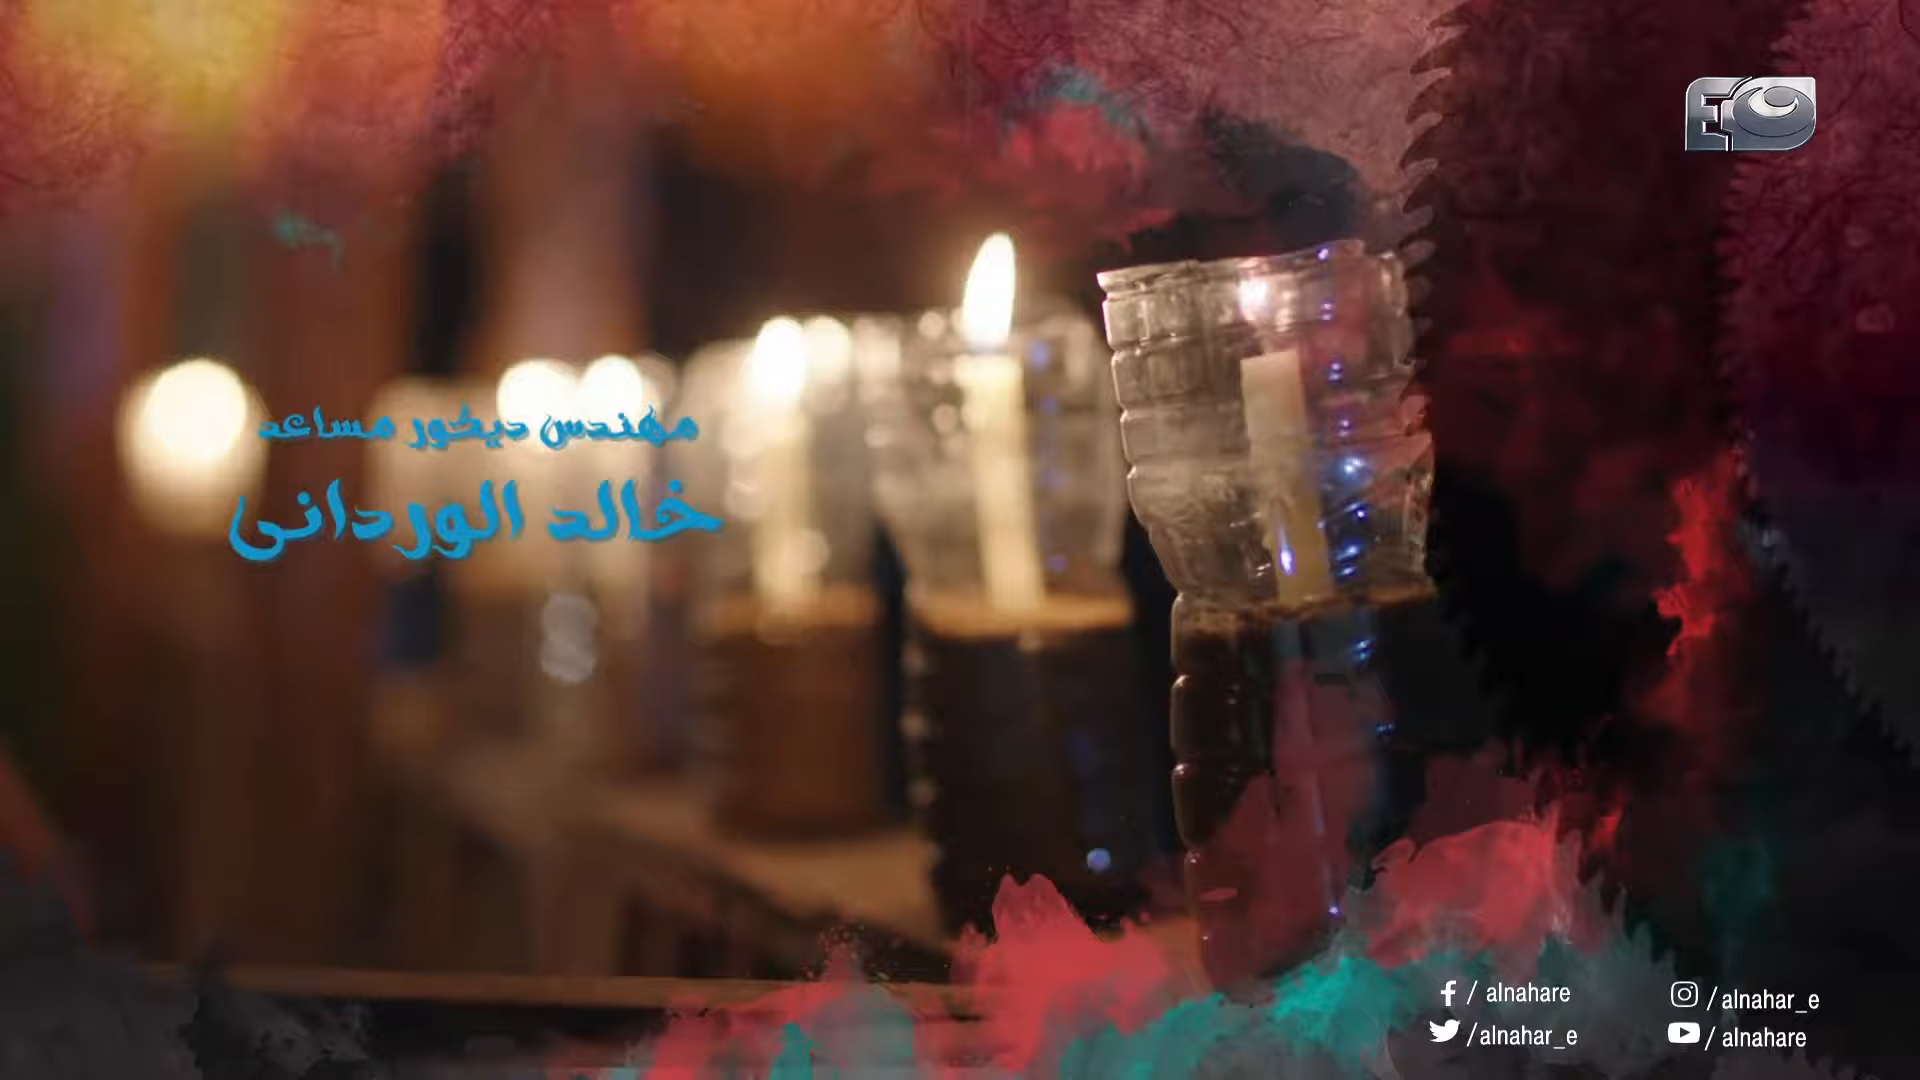 مهندس ديكور مساعد
خالد الوردانى
E
/ alnahare
/alnahar_e
/alnahar_e
/ alnahare